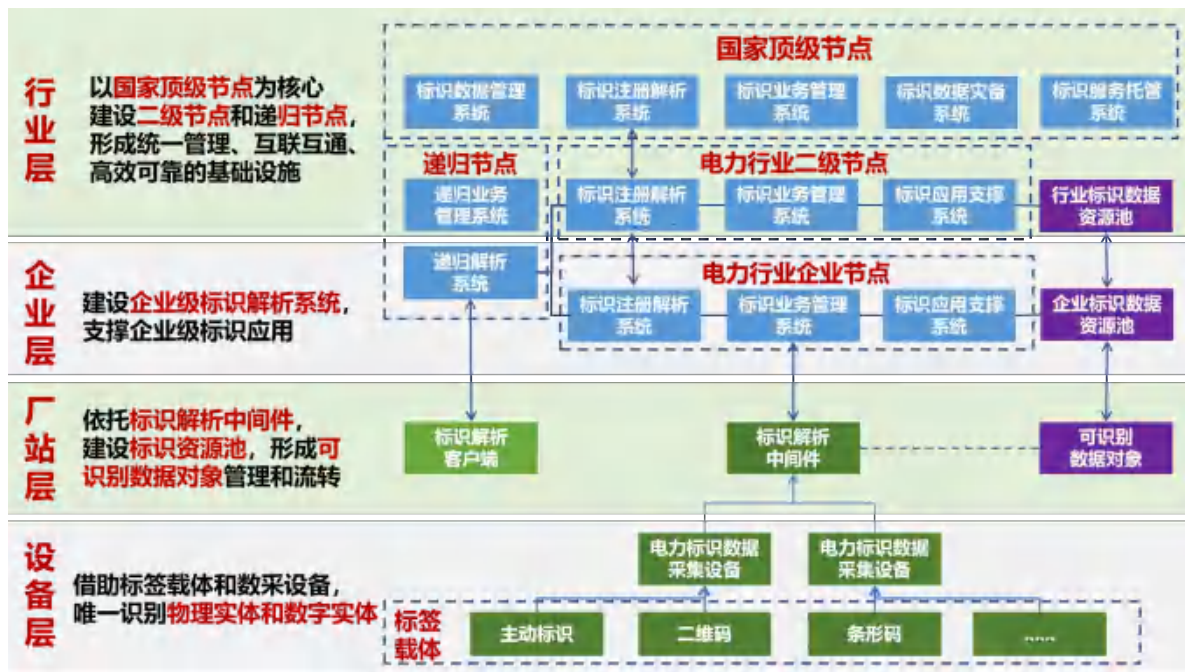 行
业
层
以国家顶级节点为核心
建设二级节点和递归节点，
形成统一管理、互联互通、
高效可靠的基础设施
国家顶级节点
标识数据管理
系统
标识注册解析
系统
标识业务管理
系统
标识数据灾备
系统
标识服务托管
系统
递归节点
递归业务
管理系统
电力行业二级节点
标识注册解析
系统
标识业务管理
系统
标识应用支撑
系统
行业标识数据
资源池
企
业
层
建设企业级标识解析系统，
支撑企业级标识应用
递归解析
系统
电力行业企业节点
标识注册解析
系统
标识业务管理
系统
标识应用支撑
系统
企业标识数据
资源池
厂
站
层
依托标识解析中间件，
建设标识资源池，形成可
识别数据对象管理和流转
标识解析
客户端
标识解析
中间件
可识别
数据对象
设
备
层
借助标签载体和数采设备，
唯一识别物理实体和数字实体
电力标识数据
采集设备
电力标识数据
采集设备
标签
载体
主动标识
二维码
条形码
……